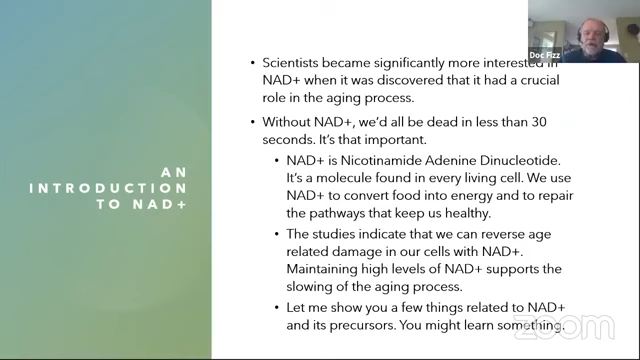 Doc Fizz
• Scientists became significantly more interested in
NAD+ when it was discovered that it had a crucial
role in the aging process.
• Without NAD+, we'd all be dead in less than 30
seconds. It's that important.
• NAD+ is Nicotinamide Adenine Dinucleotide.
It's a molecule found in every living cell. We use
NAD+ to convert food into energy and to repair
the pathways that keep us healthy.
• The studies indicate that we can reverse age
related damage in our cells with NAD+.
Maintaining high levels of NAD+ supports the
slowing of the aging process.
• Let me show you a few things related to NAD+
and its precursors. You might learn something.
AN
INTRODUCTION
TO NAD+
zoom